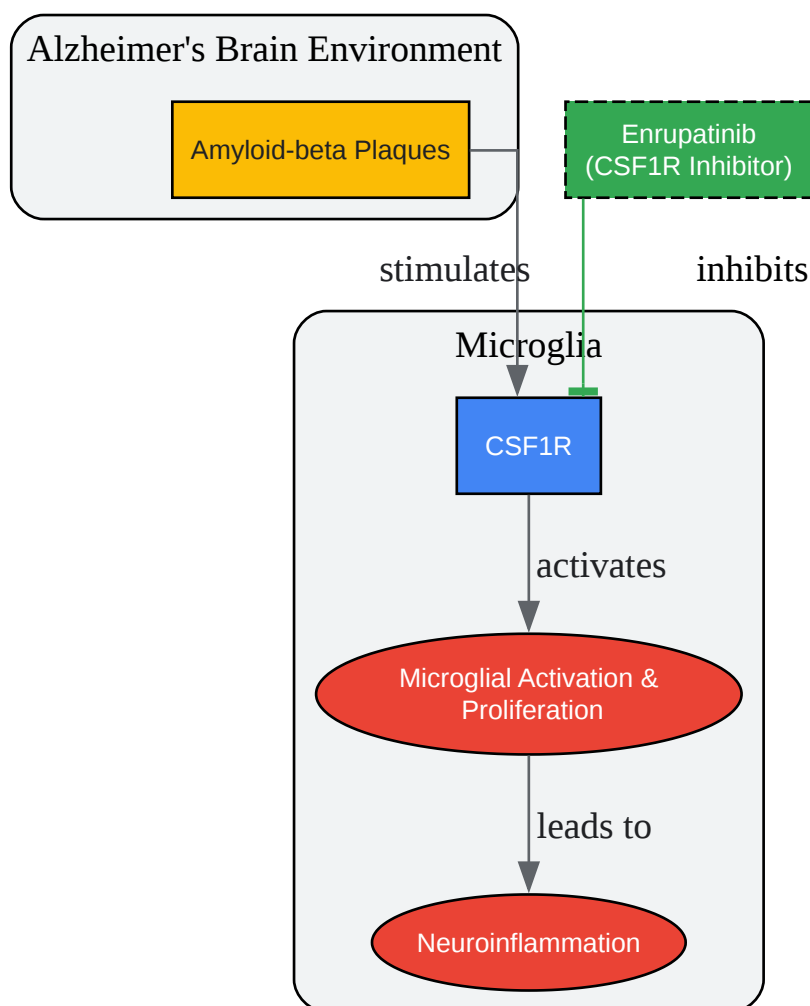 Alzheimer's Brain Environment
Amyloid-beta Plaques
Enrupatinib
(CSF1R Inhibitor)
stimulates
inhibits
Microglia
CSF1R
activates
Microglial Activation &
Proliferation
leads to
Neuroinflammation